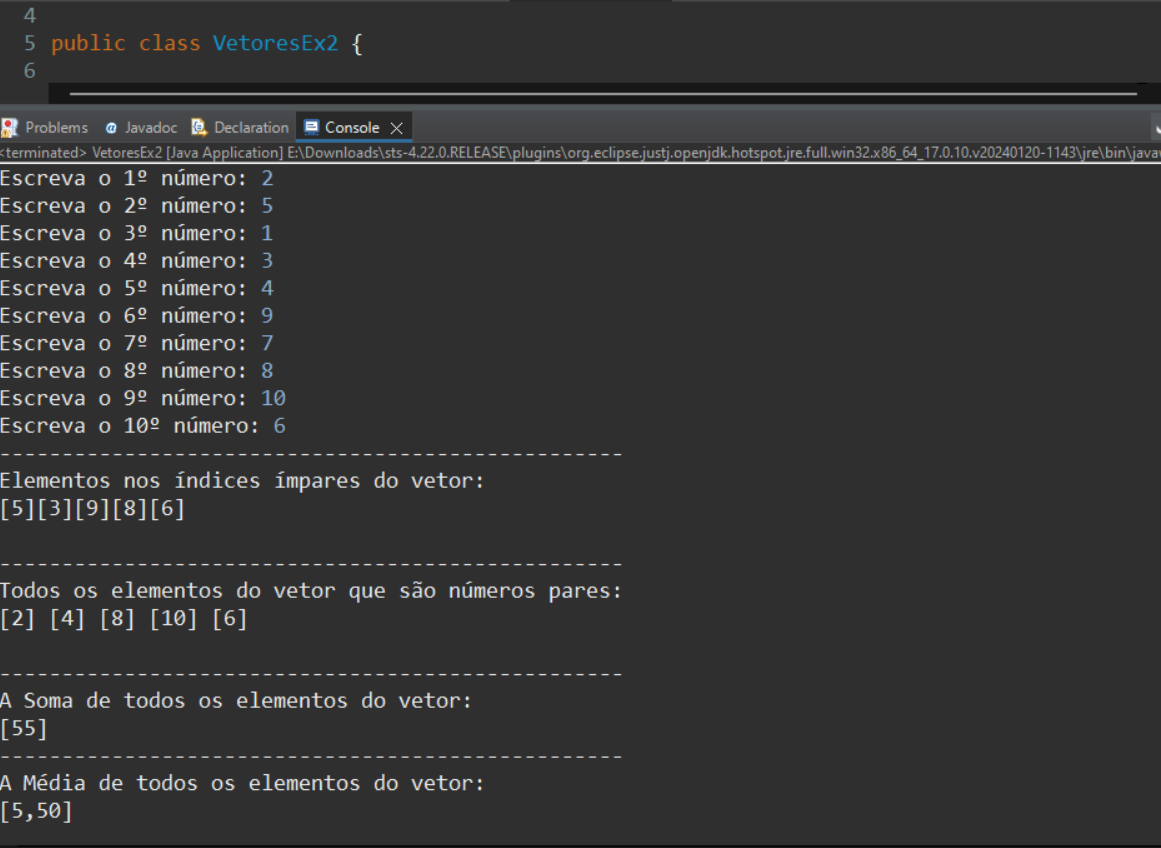 4
5 public class VetoresEx2 {
6
Problems @ Javadoc Declaration Console
<terminated> VetoresEx2 [Java Application] E:\Downloads\sts-4.22.0.RELEASE\plugins\org.eclipse.justj.openjdk.hotspot.jre.full.win32.x86_64_17.0.10.v20240120-1143\jre\bin\java
Escreva o 1º número: 2
Escreva o 2º número: 5
Escreva o 3º número: 1
Escreva o 4º número: 3
Escreva o 5º número: 4
Escreva o 6º número: 9
Escreva o 7º número: 7
Escreva o 8º número: 8
Escreva o 9º número: 10
Escreva o 10º número: 6
--------------------------------------------------
Elementos nos índices ímpares do vetor:
[5][3][9][8][6]
--------------------------------------------------
Todos os elementos do vetor que são números pares:
[2] [4] [8] [10] [6]
--------------------------------------------------
A Soma de todos os elementos do vetor:
[55]
--------------------------------------------------
A Média de todos os elementos do vetor:
[5,50]